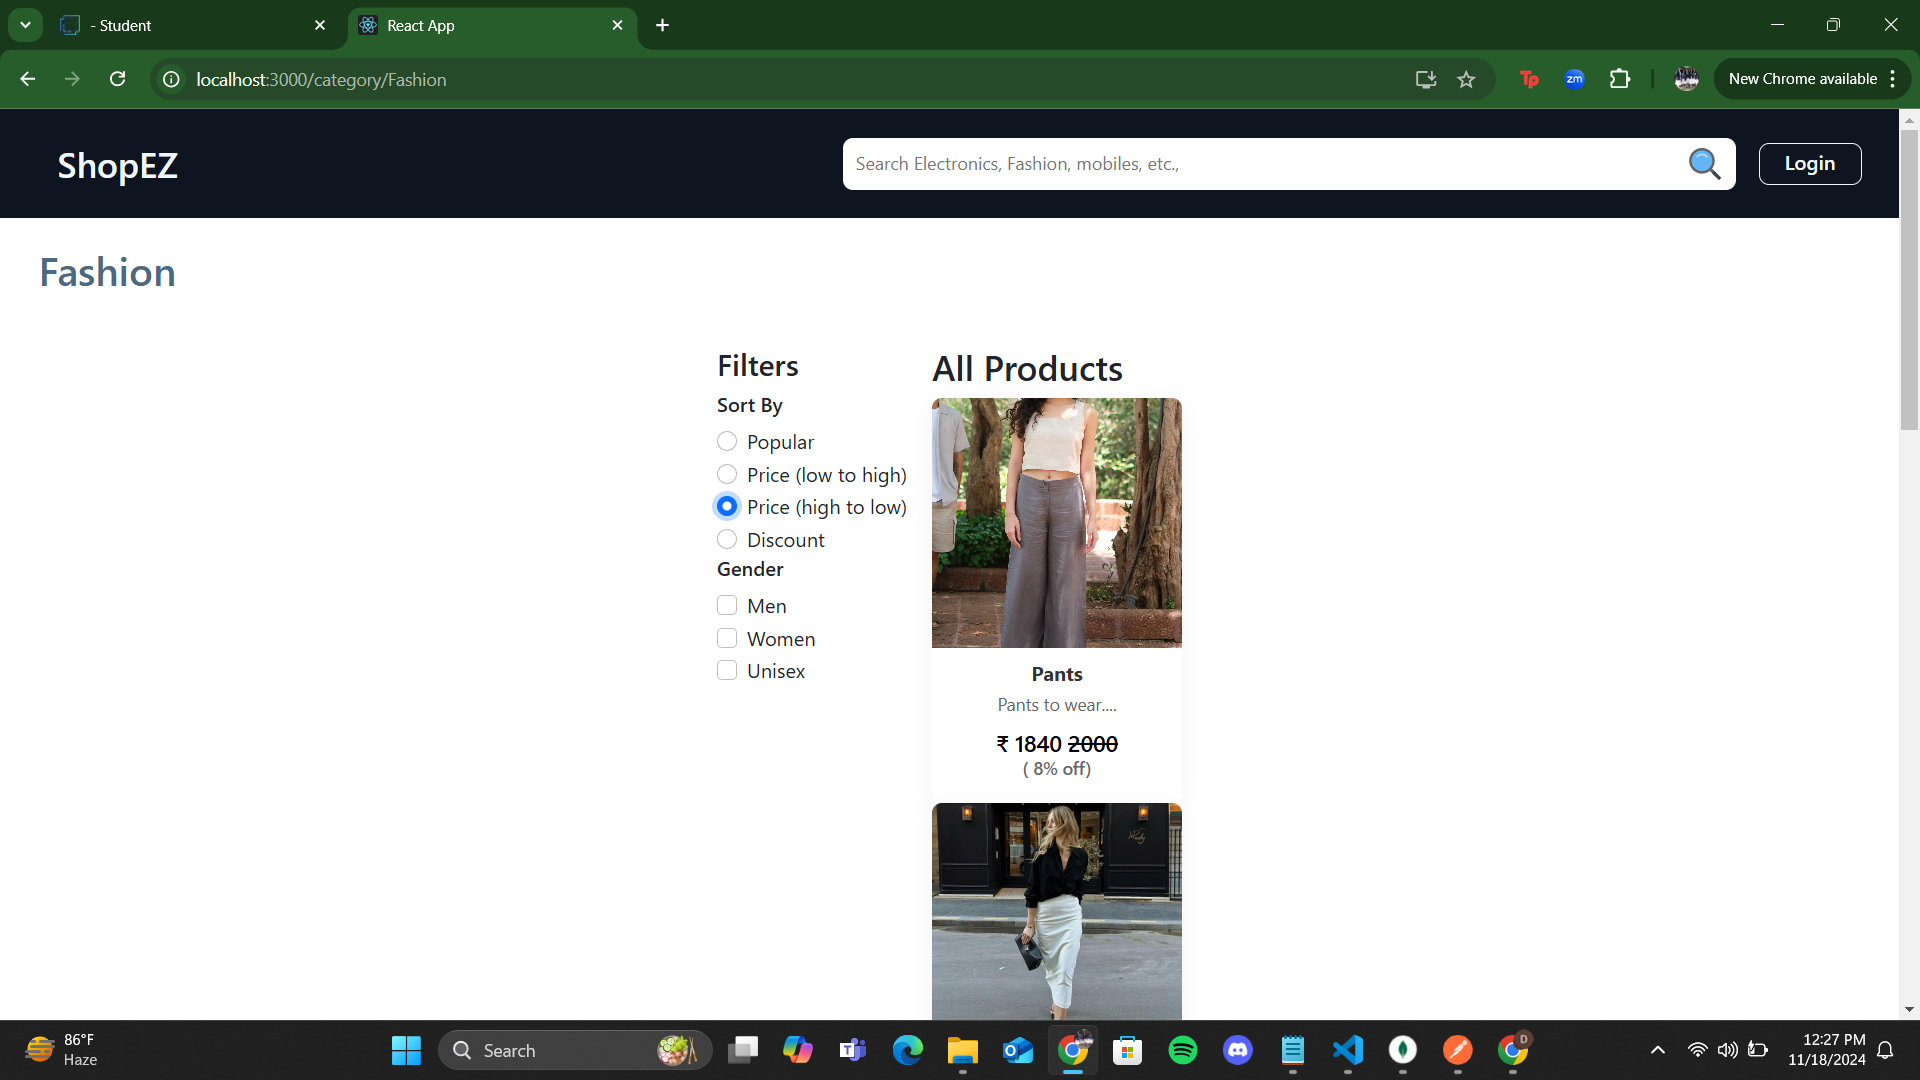 - Student
React App
localhost:3000/category/Fashion
Tp
zm
New Chrome available
ShopEZ
Search Electronics, Fashion, mobiles, etc.,
Login
Fashion
Filters
Sort By
Popular
Price (low to high)
Price (high to low)
Discount
Gender
Men
Women
Unisex
All Products
Pants
Pants to wear....
₹ 1840 2000
( 8% off)
86°F
Haze
Search
D
12:27 PM
11/18/2024